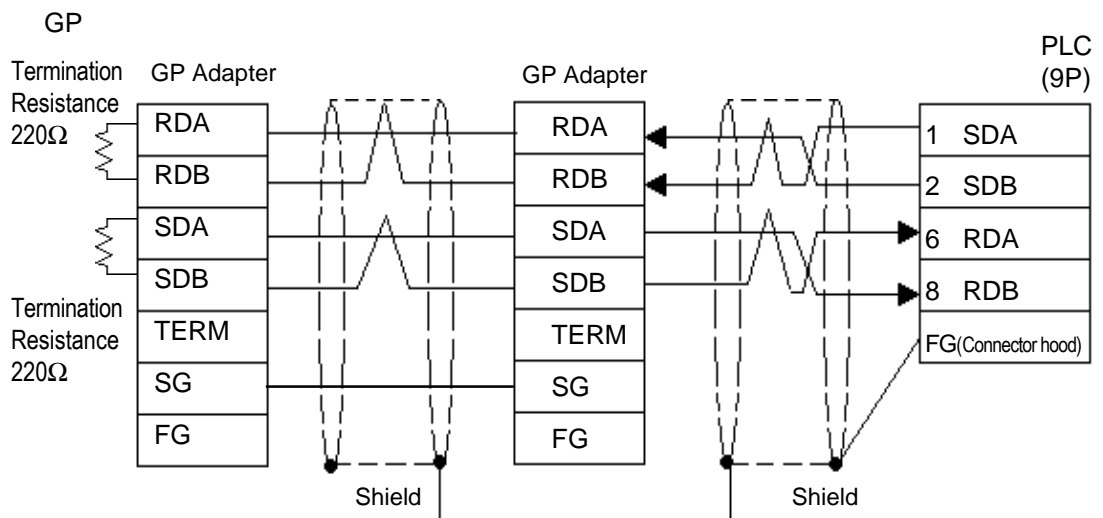 GP
PLC
(9P)
Termination
Resistance
220Ω
GP Adapter
GP Adapter
RDA
RDB
SDA
SDB
TERM
SG
FG
RDA
RDB
SDA
SDB
TERM
SG
FG
1 SDA
2 SDB
6 RDA
8 RDB
FG(Connector hood)
Termination
Resistance
220Ω
Shield
Shield